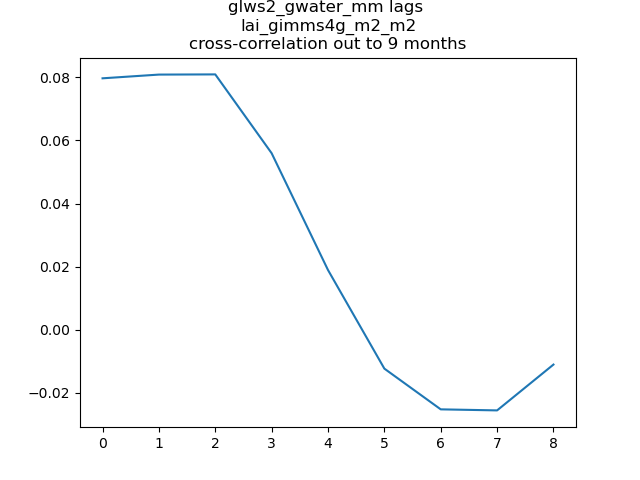 glws2_gwater_mm lags
lai_gimms4g_m2_m2
cross-correlation out to 9 months
0.08
0.06
0.04
0.02
0.00
−0.02
0 1 2 3 4 5 6 7 8